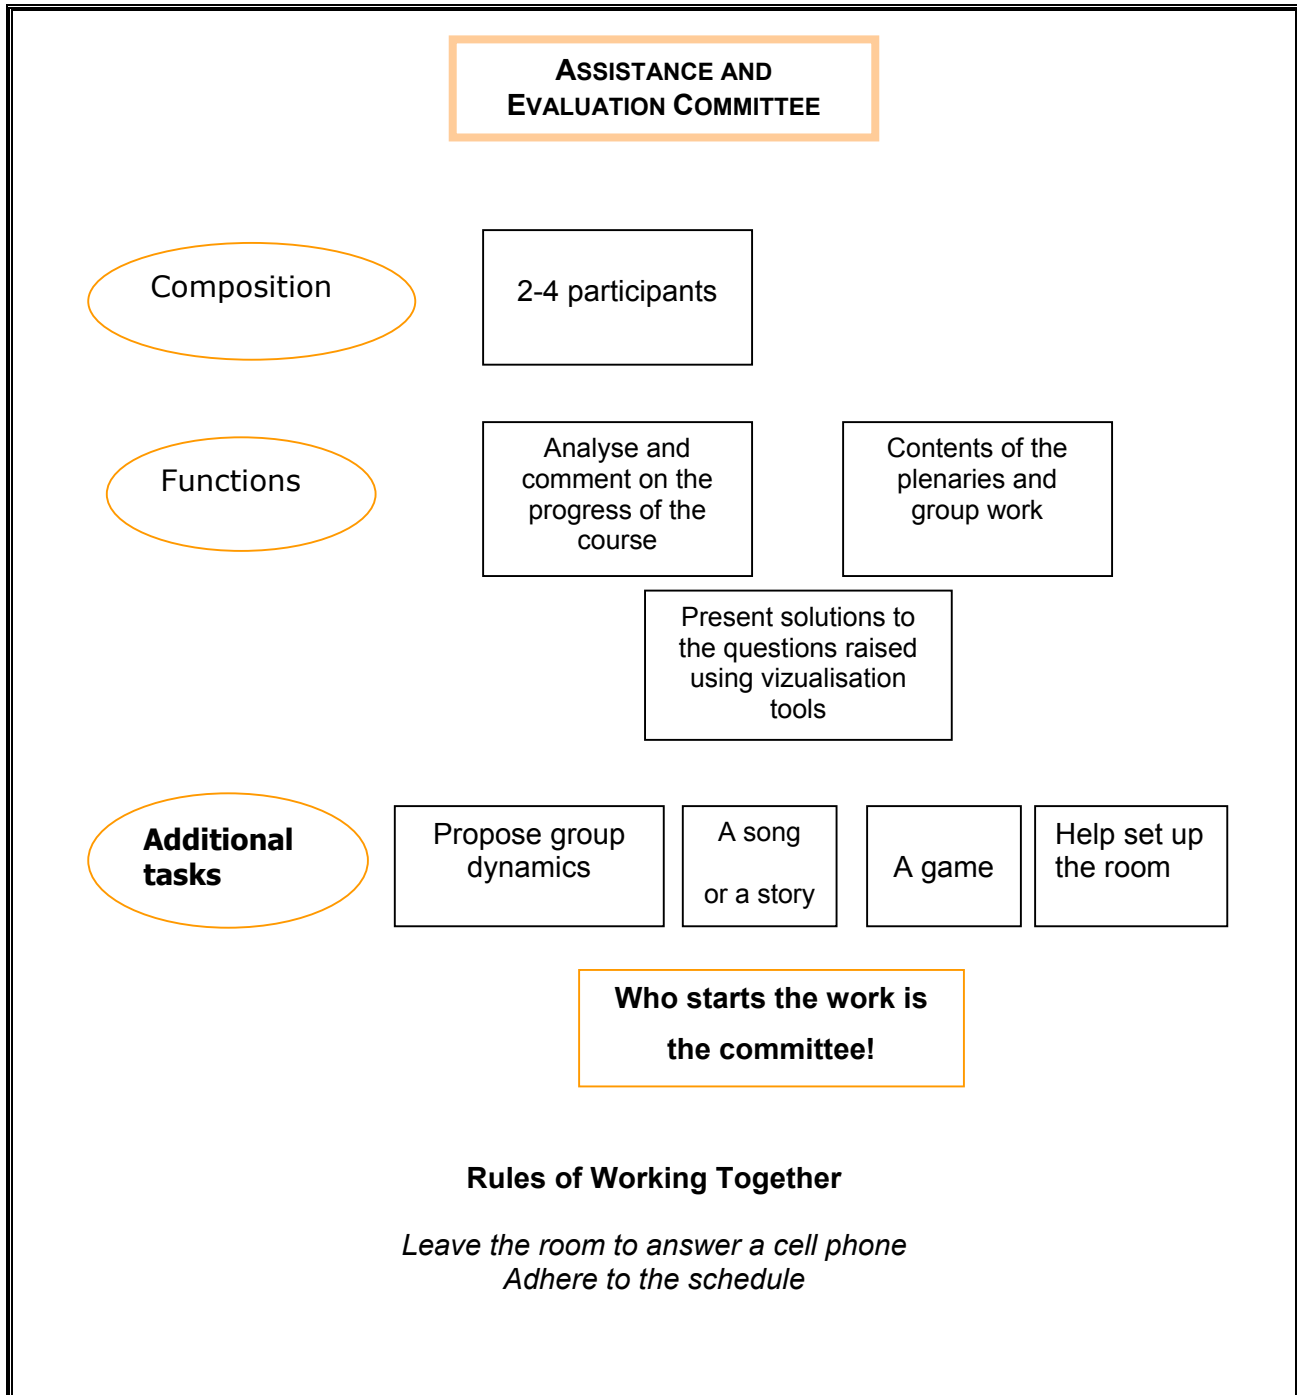 ASSISTANCE AND
EVALUATION COMMITTEE
Composition
2-4 participants
Functions
Analyse and
comment on the
progress of the
course
Contents of the
plenaries and
group work
Present solutions to
the questions raised
using vizualisation
tools
Additional
tasks
Propose group
dynamics
A song
or a story
A game
Help set up
the room
Who starts the work is
the committee!
Rules of Working Together
Leave the room to answer a cell phone
Adhere to the schedule